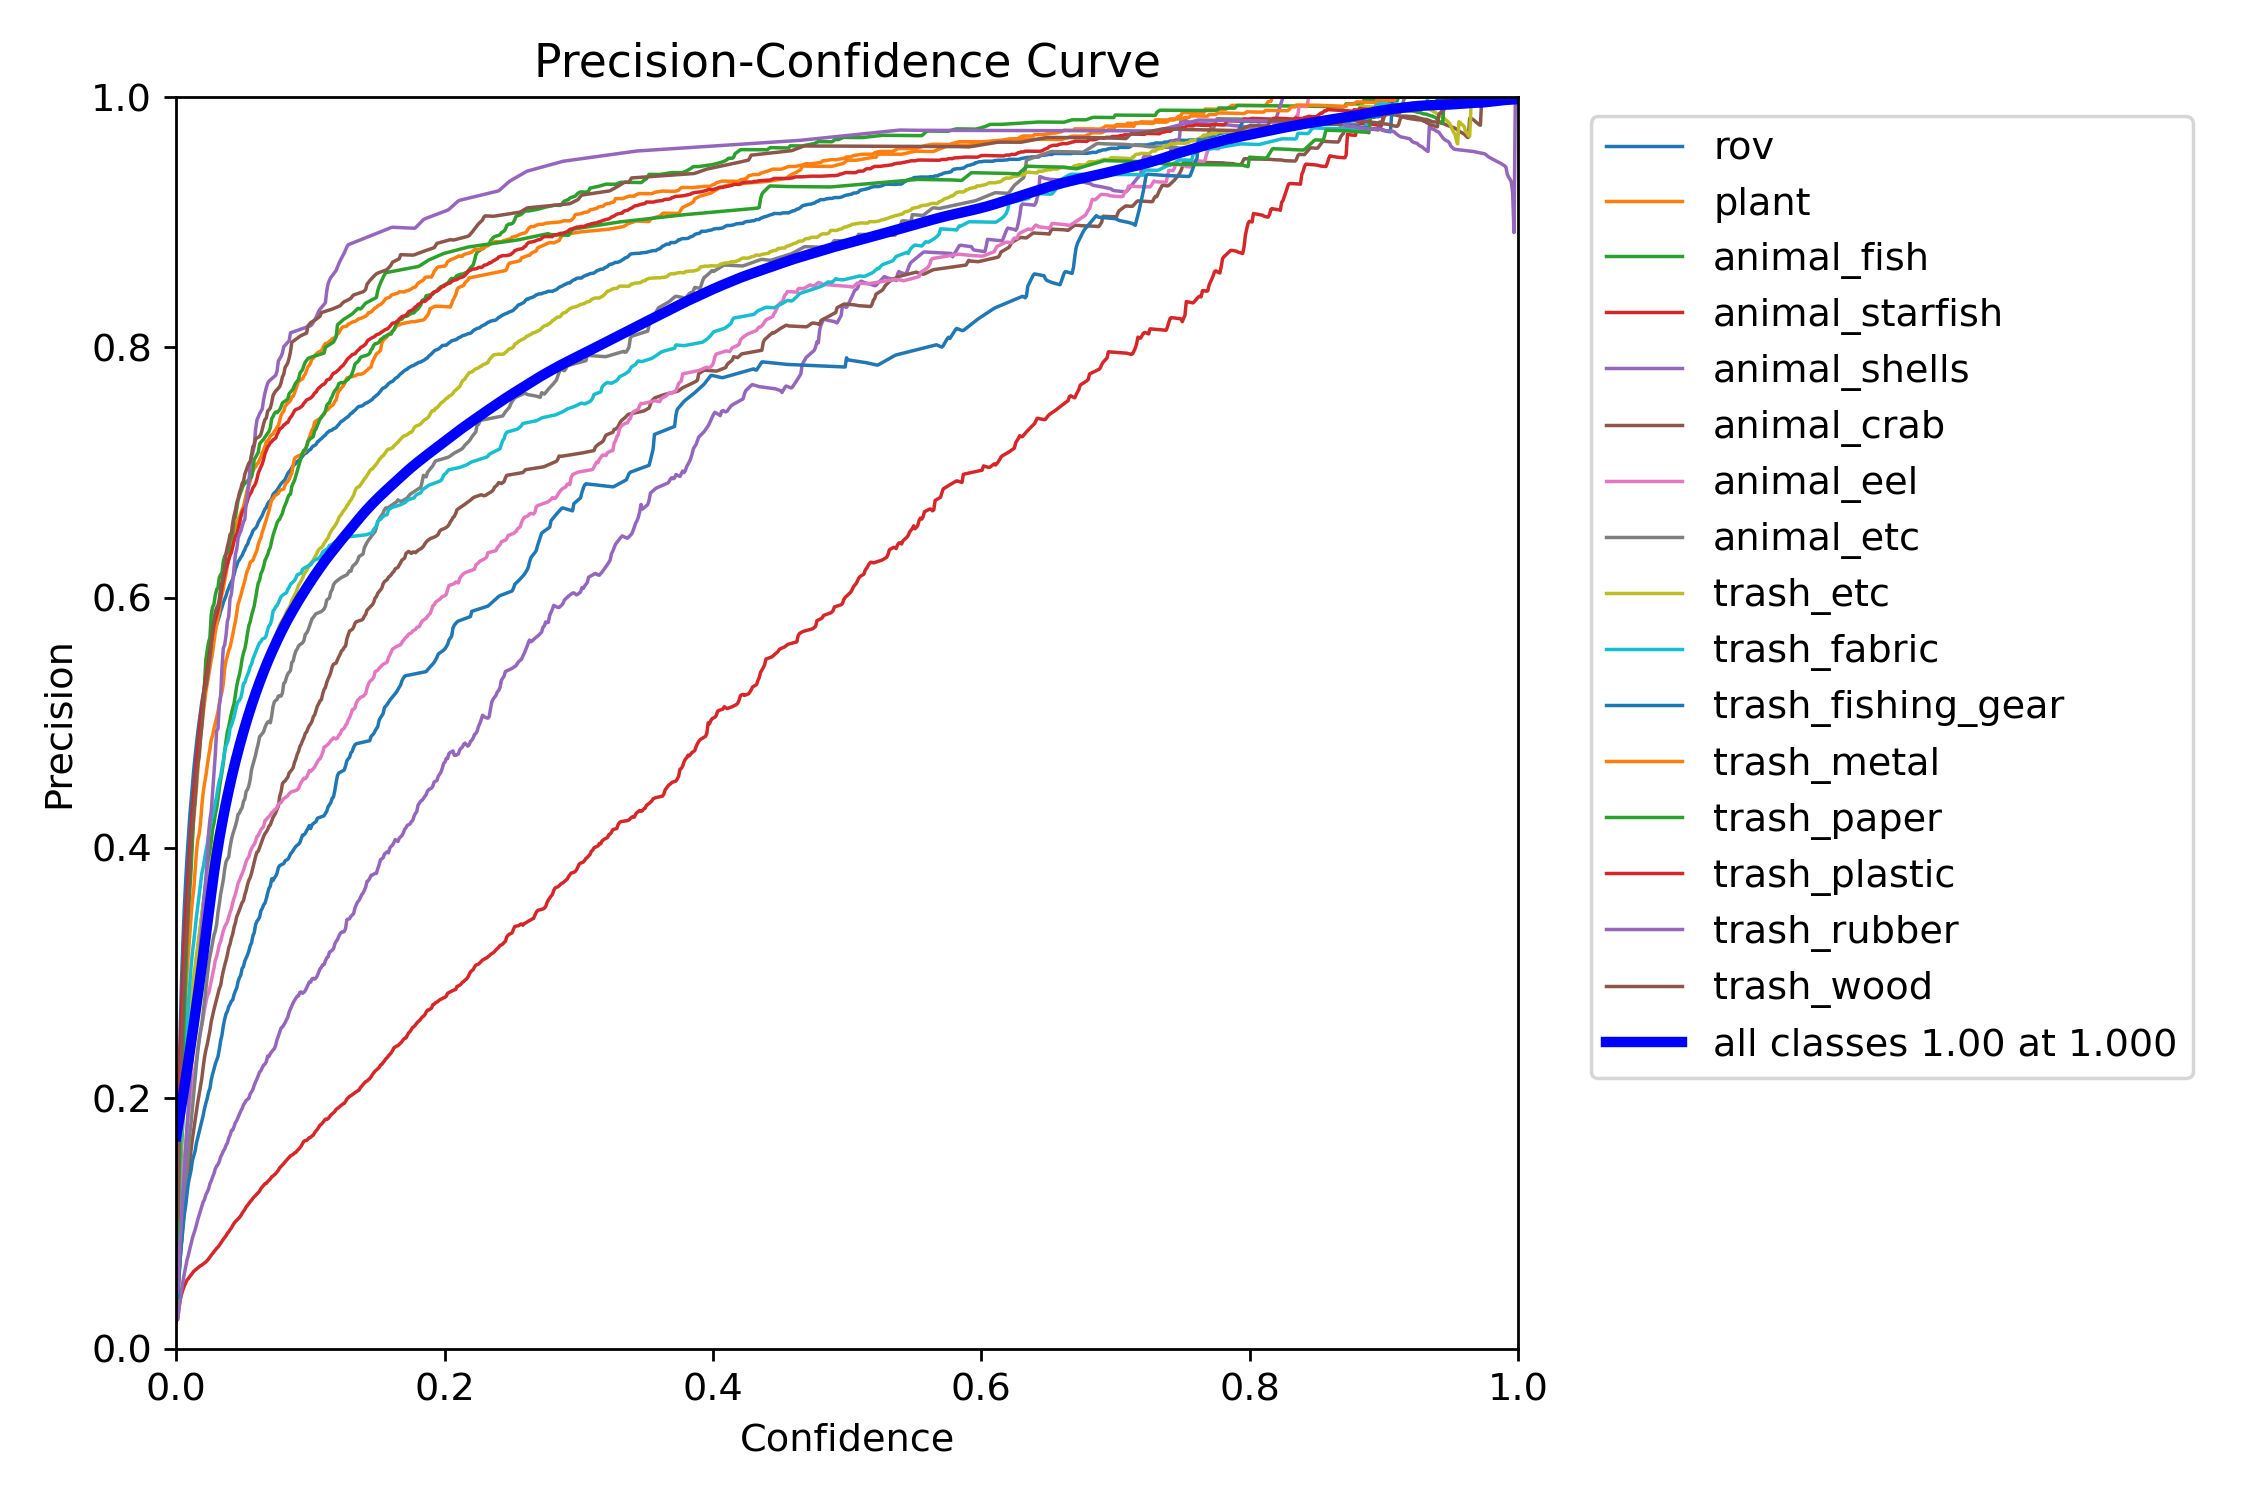 Precision-Confidence Curve
1.0
0.8
0.6
0.4
0.2
0.0
Precision
0.0 0.2 0.4 0.6 0.8 1.0
Confidence
rov
plant
animal_fish
animal_starfish
animal_shells
animal_crab
animal_eel
animal_etc
trash_etc
trash_fabric
trash_fishing_gear
trash_metal
trash_paper
trash_plastic
trash_rubber
trash_wood
all classes 1.00 at 1.000